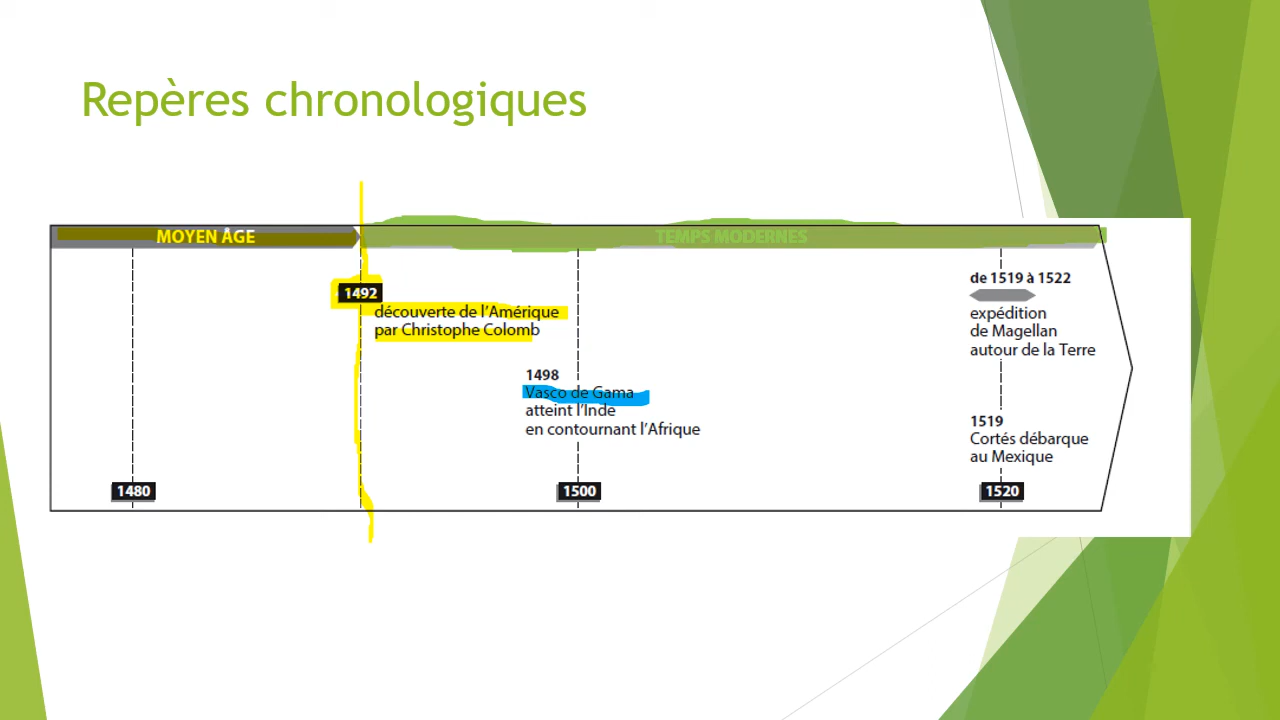 Repères chronologiques
MOYEN ÂGE
TEMPS MODERNES
1492
découverte de l'Amérique
par Christophe Colomb
1498
Vasco de Gama
atteint l'Inde
en contournant l'Afrique
de 1519 à 1522
expédition
de Magellan
autour de la Terre
1519
Cortés débarque
au Mexique
1480
1500
1520